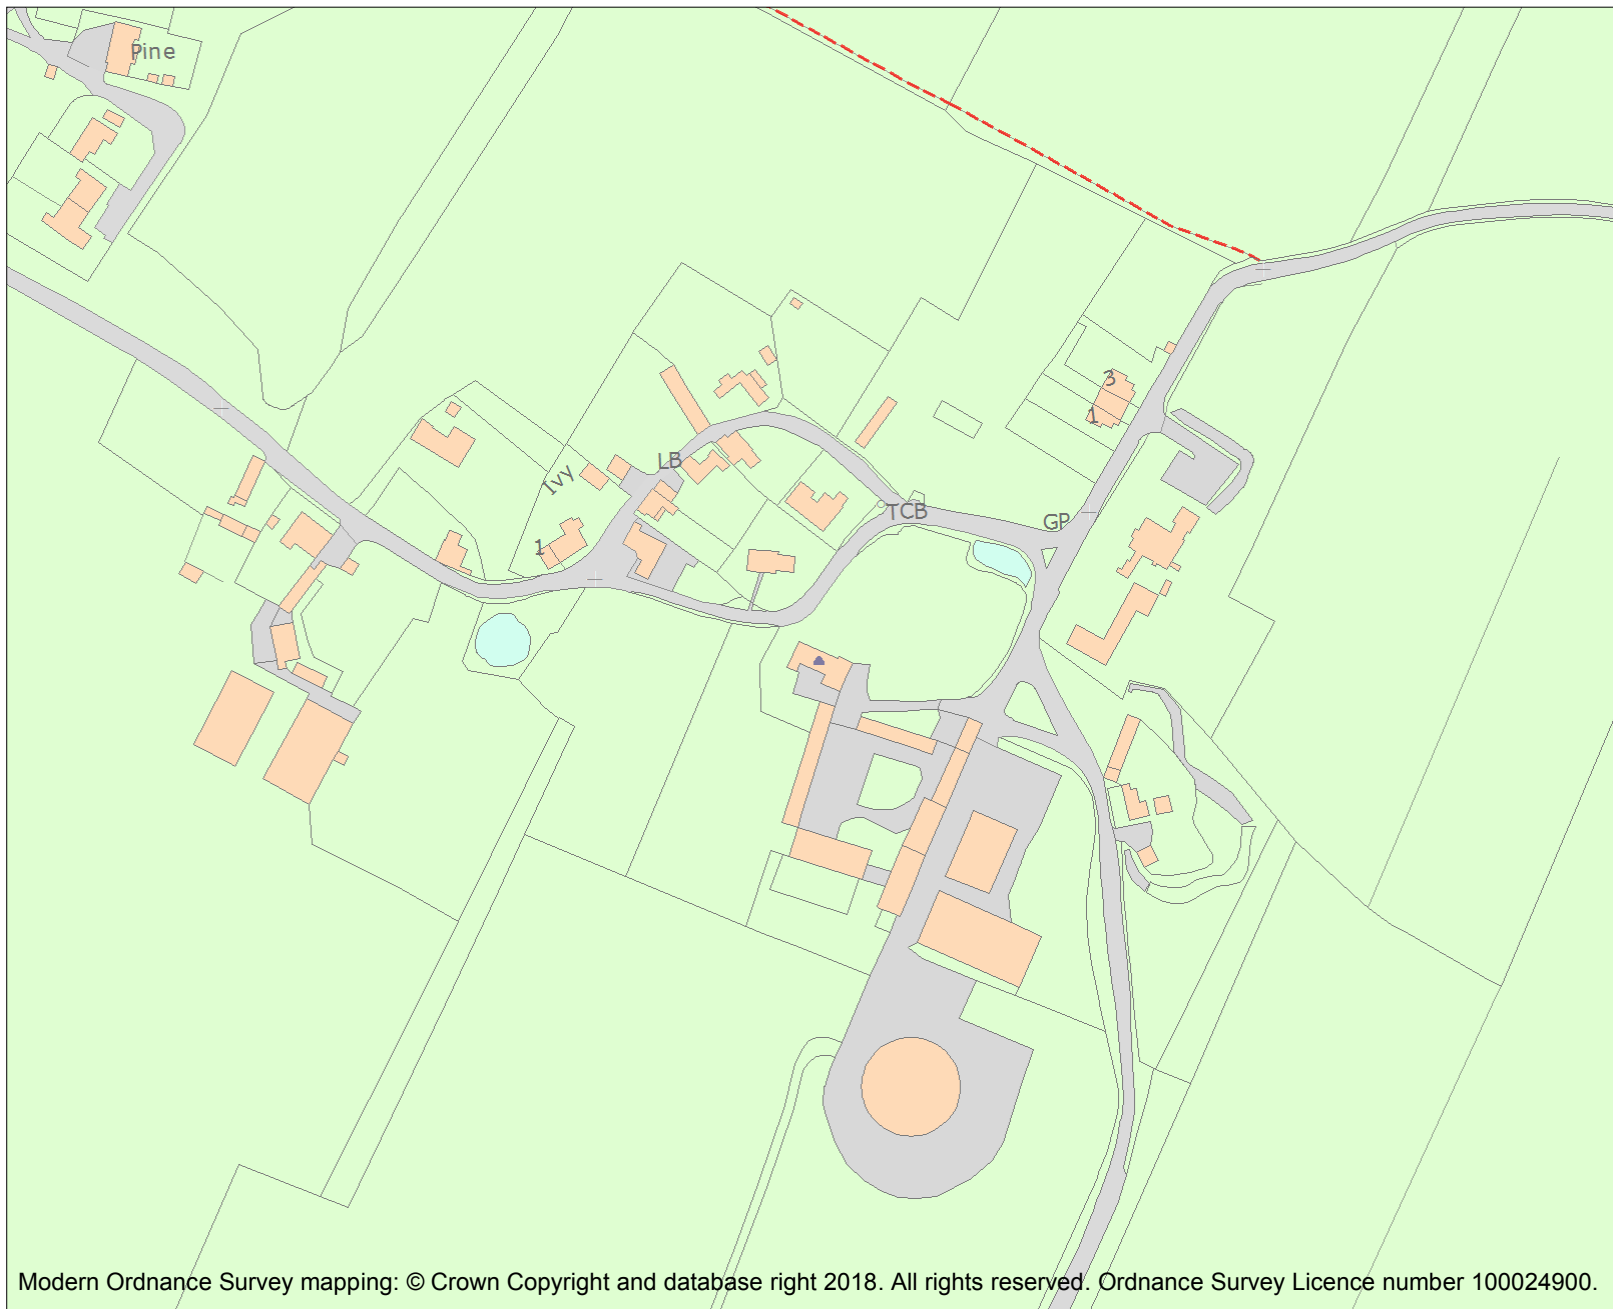 Pine
3
1
LB
Ivy
TCB
GP
1
Modern Ordnance Survey mapping: © Crown Copyright and database right 2018. All rights reserved. Ordnance Survey Licence number 100024900.